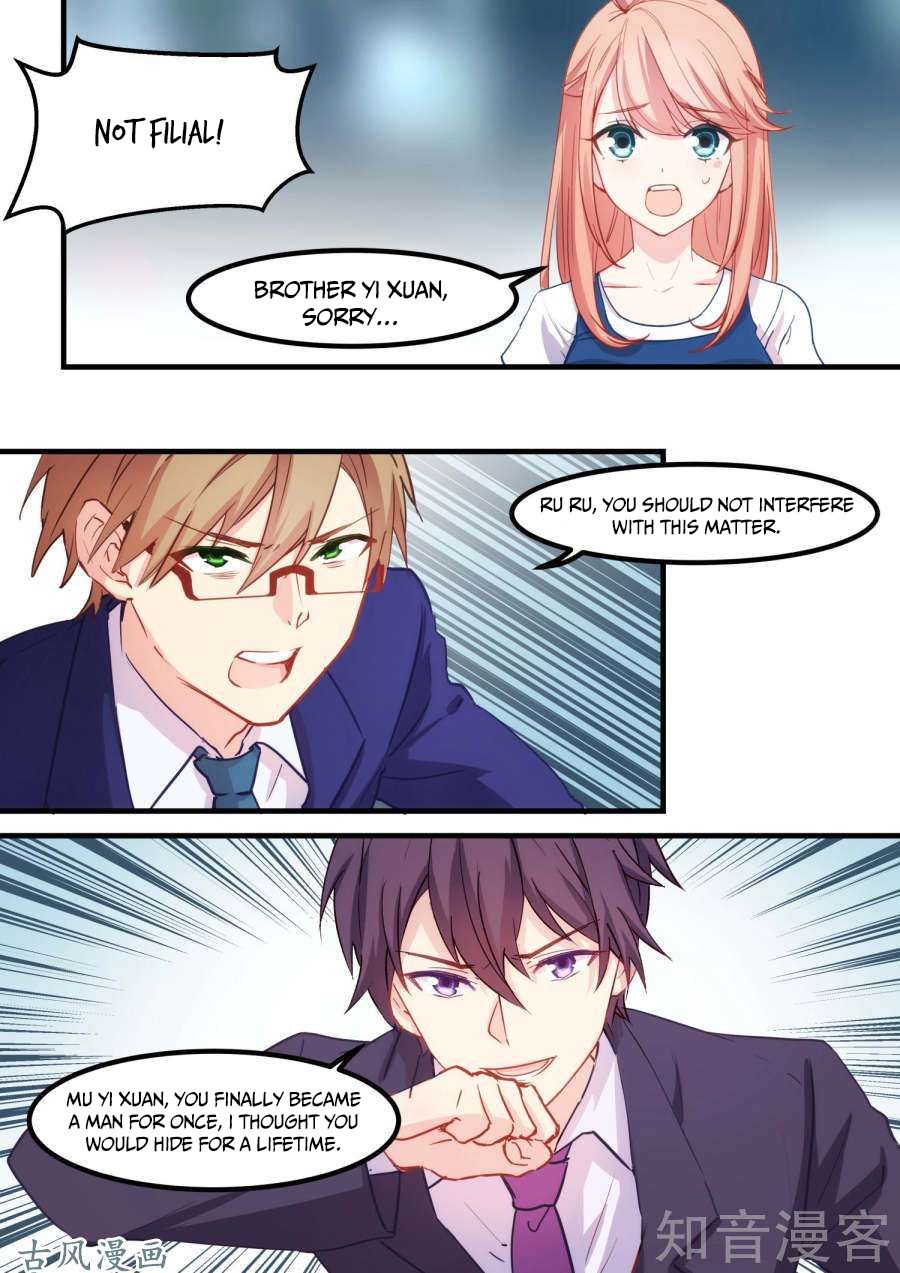 NOT FILIAL!
BROTHER YI XUAN,
SORRY...
RU RU, YOU SHOULD NOT INTERFERE
WITH THIS MATTER.
MU YI XUAN, YOU FINALLY BECAME
A MAN FOR ONCE, I THOUGHT YOU
WOULD HIDE FOR A LIFETIME.
古风漫画
知音漫客